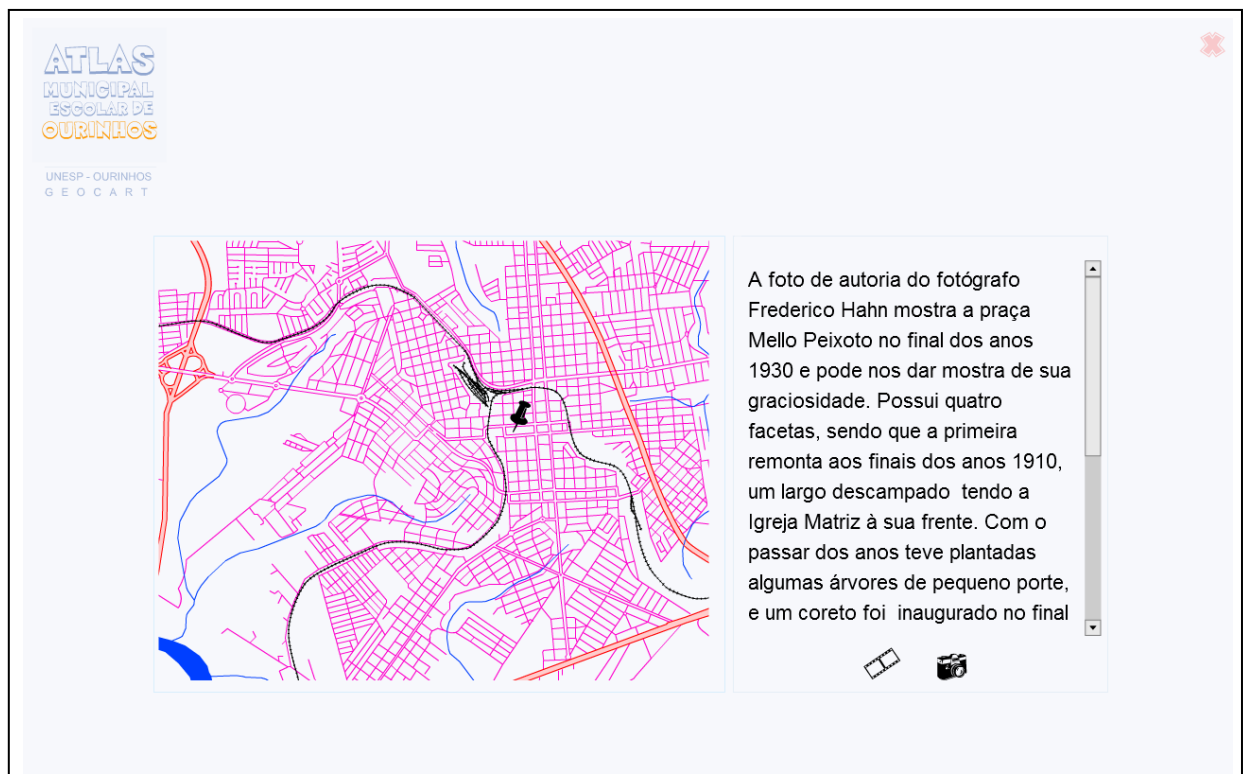 ATLAS
MUNICIPAL
ESCOLAR DE
OURINHOS
UNESP - OURINHOS
GEOCART
A foto de autoria do fotógrafo
Frederico Hahn mostra a praça
Mello Peixoto no final dos anos
1930 e pode nos dar mostra de sua
graciosidade. Possui quatro
facetas, sendo que a primeira
remonta aos finais dos anos 1910,
um largo descampado  tendo a
Igreja Matriz à sua frente. Com o
passar dos anos teve plantadas
algumas árvores de pequeno porte,
e um coreto foi  inaugurado no final